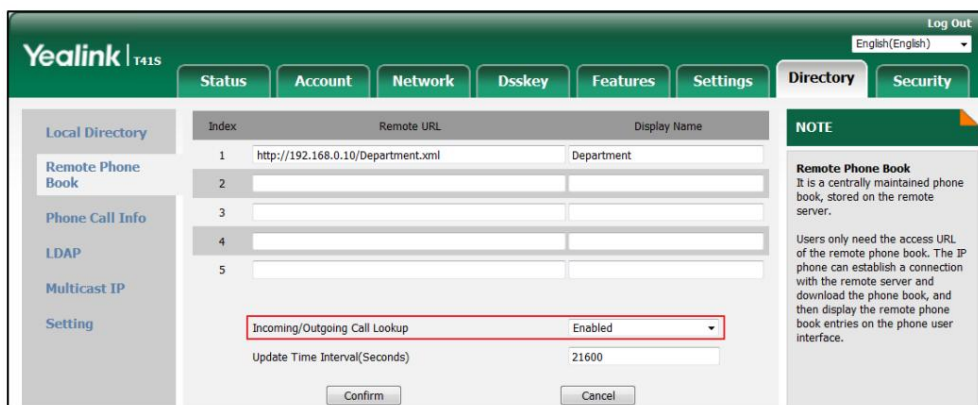 Log Out
English(English)
Yealink T41S
Status Account Network Dsskey Features Settings Directory Security
Local Directory
Remote Phone
Book
Phone Call Info
LDAP
Multicast IP
Setting
Index Remote URL Display Name
1 http://192.168.0.10/Department.xml Department
2
3
4
5
Incoming/Outgoing Call Lookup Enabled
Update Time Interval(Seconds) 21600
Confirm Cancel
NOTE
Remote Phone Book
It is a centrally maintained phone
book, stored on the remote
server.
Users only need the access URL
of the remote phone book. The IP
phone can establish a connection
with the remote server and
download the phone book, and
then display the remote phone
book entries on the phone user
interface.